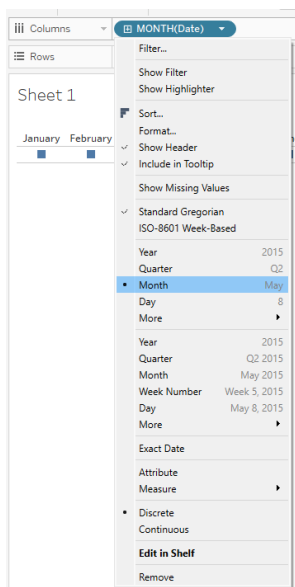 Columns
MONTH(Date)
Rows
Sheet 1
January February
Filter...
Show Filter
Show Highlighter
Sort...
Format...
Show Header
Include in Tooltip
Show Missing Values
Standard Gregorian
ISO-8601 Week-Based
Year 2015
Quarter Q2
Month May
Day 8
More
Year 2015
Quarter Q2 2015
Month May 2015
Week Number Week 5, 2015
Day May 8, 2015
More
Exact Date
Attribute
Measure
Discrete
Continuous
Edit in Shelf
Remove